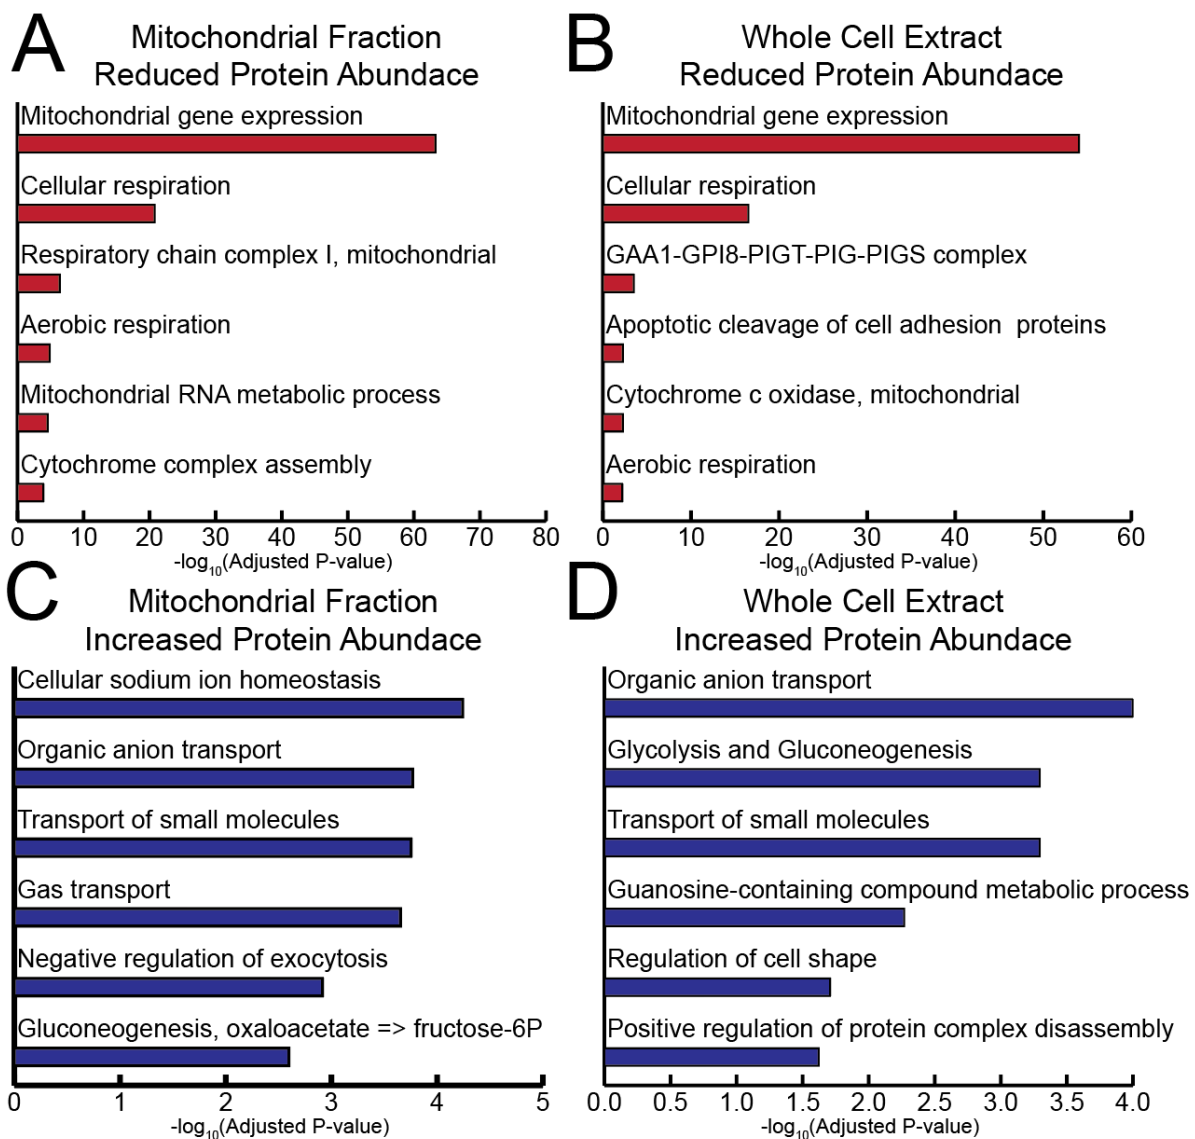 A
Mitochondrial Fraction
Reduced Protein Abundace
Mitochondrial gene expression
Cellular respiration
Respiratory chain complex I, mitochondrial
Aerobic respiration
Mitochondrial RNA metabolic process
Cytochrome complex assembly
0 10 20 30 40 50 60 70 80
-log10(Adjusted P-value)
B
Whole Cell Extract
Reduced Protein Abundace
Mitochondrial gene expression
Cellular respiration
GAA1-GPI8-PIGT-PIG-PIGS complex
Apoptotic cleavage of cell adhesion proteins
Cytochrome c oxidase, mitochondrial
Aerobic respiration
0 10 20 30 40 50 60
-log10(Adjusted P-value)
C
Mitochondrial Fraction
Increased Protein Abundace
Cellular sodium ion homeostasis
Organic anion transport
Transport of small molecules
Gas transport
Negative regulation of exocytosis
Gluconeogenesis, oxaloacetate => fructose-6P
0 1 2 3 4 5
-log10(Adjusted P-value)
D
Whole Cell Extract
Increased Protein Abundace
Organic anion transport
Glycolysis and Gluconeogenesis
Transport of small molecules
Guanosine-containing compound metabolic process
Regulation of cell shape
Positive regulation of protein complex disassembly
0.0 0.5 1.0 1.5 2.0 2.5 3.0 3.5 4.0
-log10(Adjusted P-value)